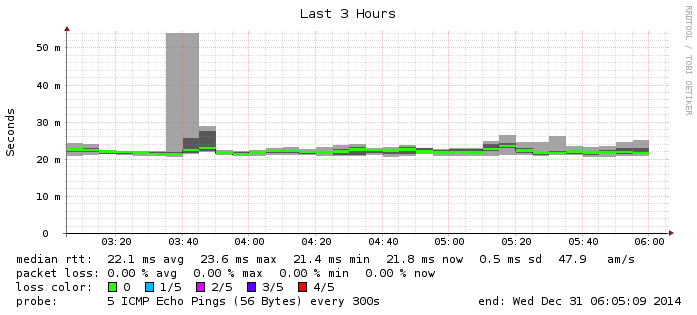 Last 3 Hours
RRDTOOL / TOBI OETIKER
Seconds
50 m
40 m
30 m
20 m
10 m
0
03:20 03:40 04:00 04:20 04:40 05:00 05:20 05:40 06:00
median rtt: 22.1 ms avg 23.6 ms max 21.4 ms min 21.8 ms now 0.5 ms sd 47.9 am/s
packet loss: 0.00 % avg 0.00 % max 0.00 % min 0.00 % now
loss color: 0 1/5 2/5 3/5 4/5
probe: 5 ICMP Echo Pings (56 Bytes) every 300s end: Wed Dec 31 06:05:09 2014